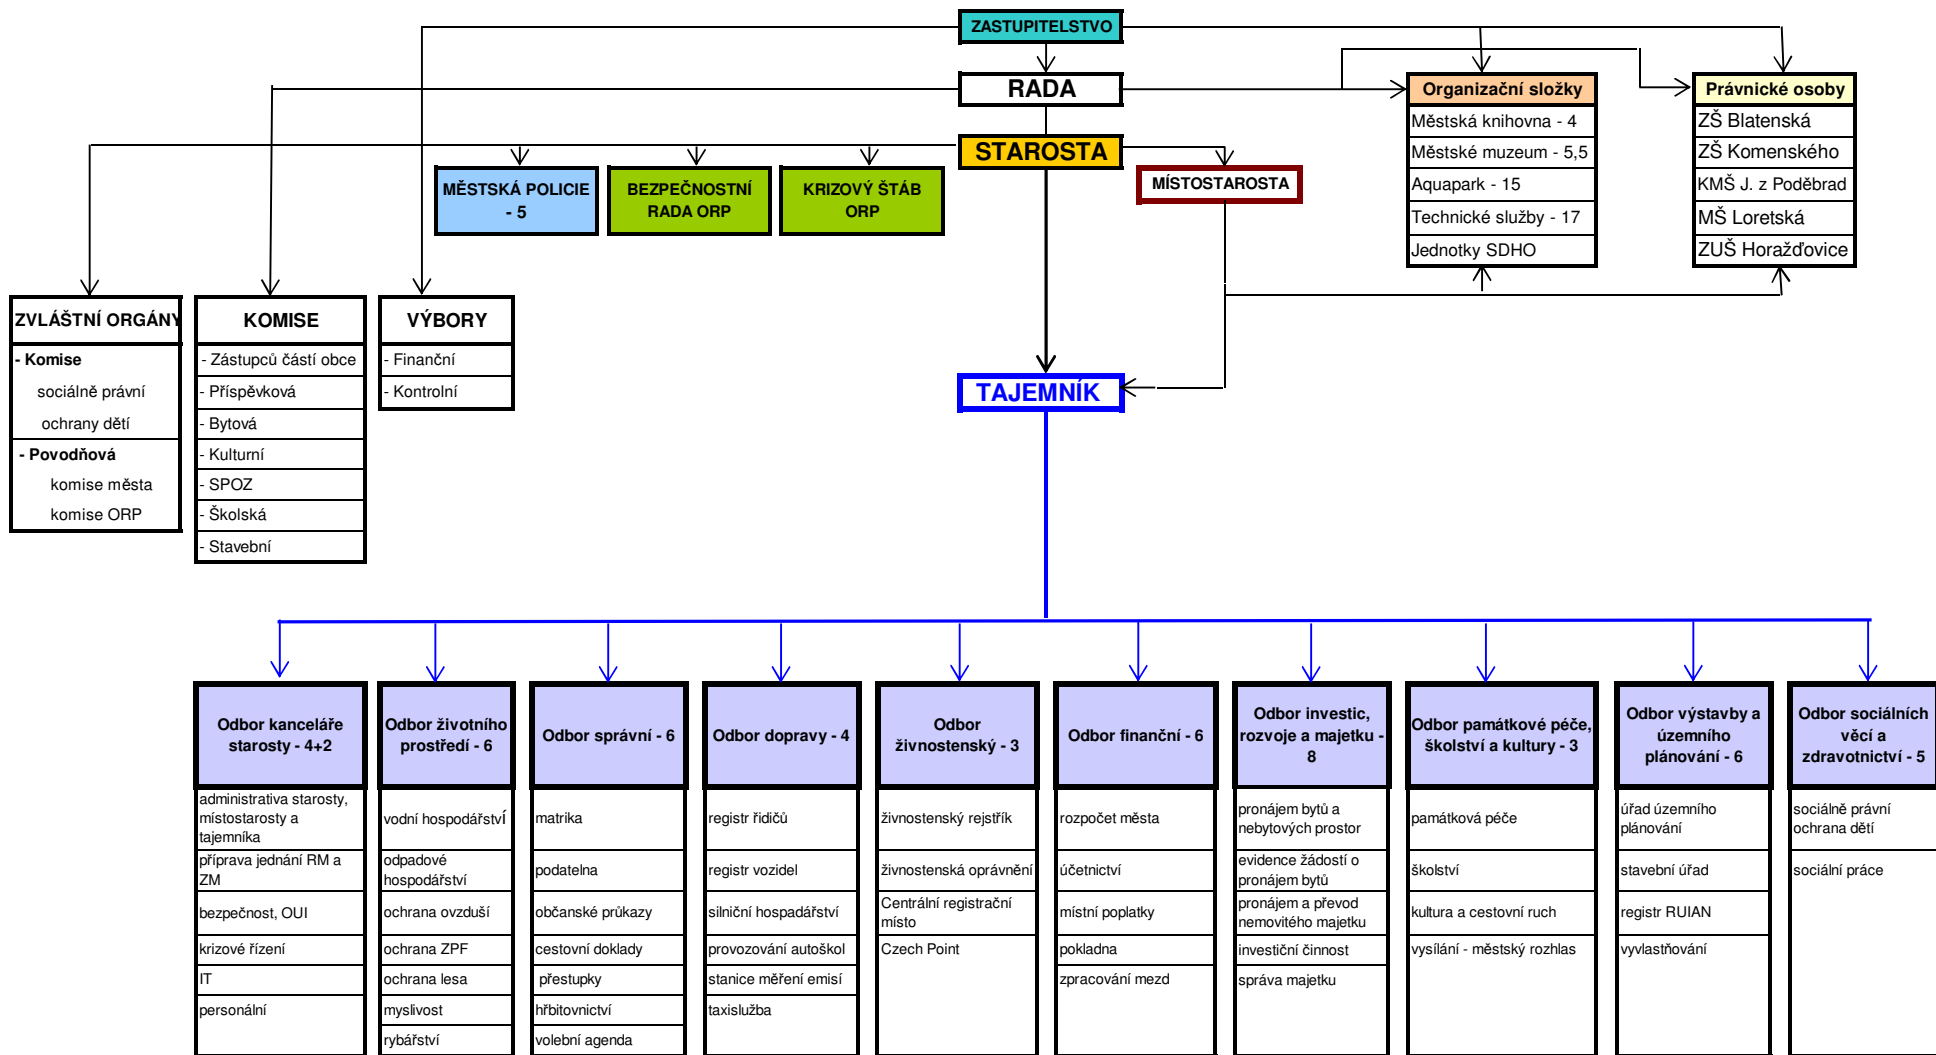 ZASTUPITELSTVO
RADA
STAROSTA
MĚSTSKÁ POLICIE
- 5
BEZPEČNOSTNÍ
RADA ORP
KRIZOVÝ ŠTÁB
ORP
MÍSTOSTAROSTA
Organizační složky
Městská knihovna - 4
Městské muzeum - 5,5
Aquapark - 15
Technické služby - 17
Jednotky SDHO
Právnické osoby
ZŠ Blatenská
ZŠ Komenského
KMŠ J. z Poděbrad
MŠ Loretská
ZUŠ Horažďovice
ZVLÁŠTNÍ ORGÁNY
- Komise
sociálně právní
ochrany dětí
- Povodňová
komise města
komise ORP
KOMISE
- Zástupců částí obce
- Příspěvková
- Bytová
- Kulturní
- SPOZ
- Školská
- Stavební
VÝBORY
- Finanční
- Kontrolní
TAJEMNÍK
Odbor kanceláře
starosty - 4+2
administrativa starosty,
místostarosty a
tajemníka
příprava jednání RM a
ZM
bezpečnost, OUI
krizové řízení
IT
personální
Odbor životního
prostředí - 6
vodní hospodářství
odpadové
hospodářství
ochrana ovzduší
ochrana ZPF
ochrana lesa
myslivost
rybářství
Odbor správní - 6
matrika
podatelna
občanské průkazy
cestovní doklady
přestupky
hřbitovnictví
volební agenda
Odbor dopravy - 4
registr řidičů
registr vozidel
silniční hospadářství
provozování autoškol
stanice měření emisí
taxislužba
Odbor
živnostenský - 3
živnostenský rejstřík
živnostenská oprávnění
Centrální registrační
místo
Czech Point
Odbor finanční - 6
rozpočet města
účetnictví
místní poplatky
pokladna
zpracování mezd
Odbor investic,
rozvoje a majetku -
8
pronájem bytů a
nebytových prostor
evidence žádostí o
pronájem bytů
pronájem a převod
nemovitého majetku
investiční činnost
správa majetku
Odbor památkové péče,
školství a kultury - 3
památková péče
školství
kultura a cestovní ruch
vysílání - městský rozhlas
Odbor výstavby a
územního
plánování - 6
úřad územního
plánování
stavební úřad
registr RUIAN
vyvlastňování
Odbor sociálních
věcí a
zdravotnictví - 5
sociálně právní
ochrana dětí
sociální práce